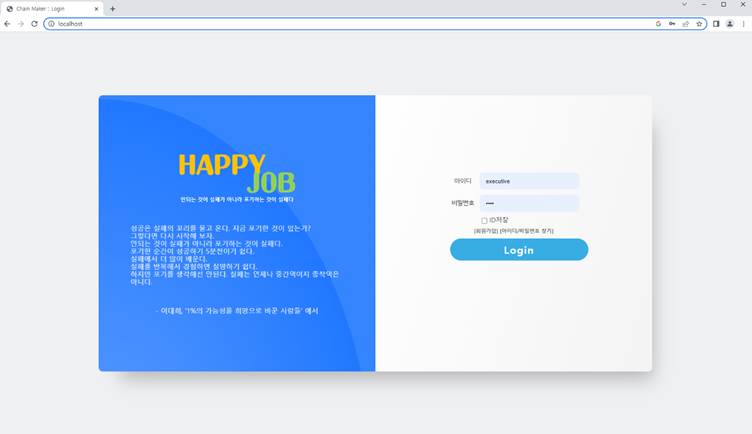 Chain Maker :: Login
localhost
HAPPY
JOB
안되는 것이 실패가 아니라 포기하는 것이 실패다
성공은 실패의 꼬리를 물고 온다. 지금 포기한 것이 있는가?
그렇다면 다시 시작해 보자.
안되는 것이 실패가 아니라 포기하는 것이 실패다.
포기한 순간이 성공하기 5분전이기 쉽다.
실패에서 더 많이 배운다.
실패를 반복해서 경험하면 실망하기 쉽다.
하지만 포기를 생각해선 안된다. 실패는 언제나 중간역이지 종착역은
아니다.
- 이대희, '1%의 가능성을 희망으로 바꾼 사람들' 에서
아이디 executive
비밀번호 ••••
ID저장
[회원가입] [아이디/비밀번호 찾기]
Login